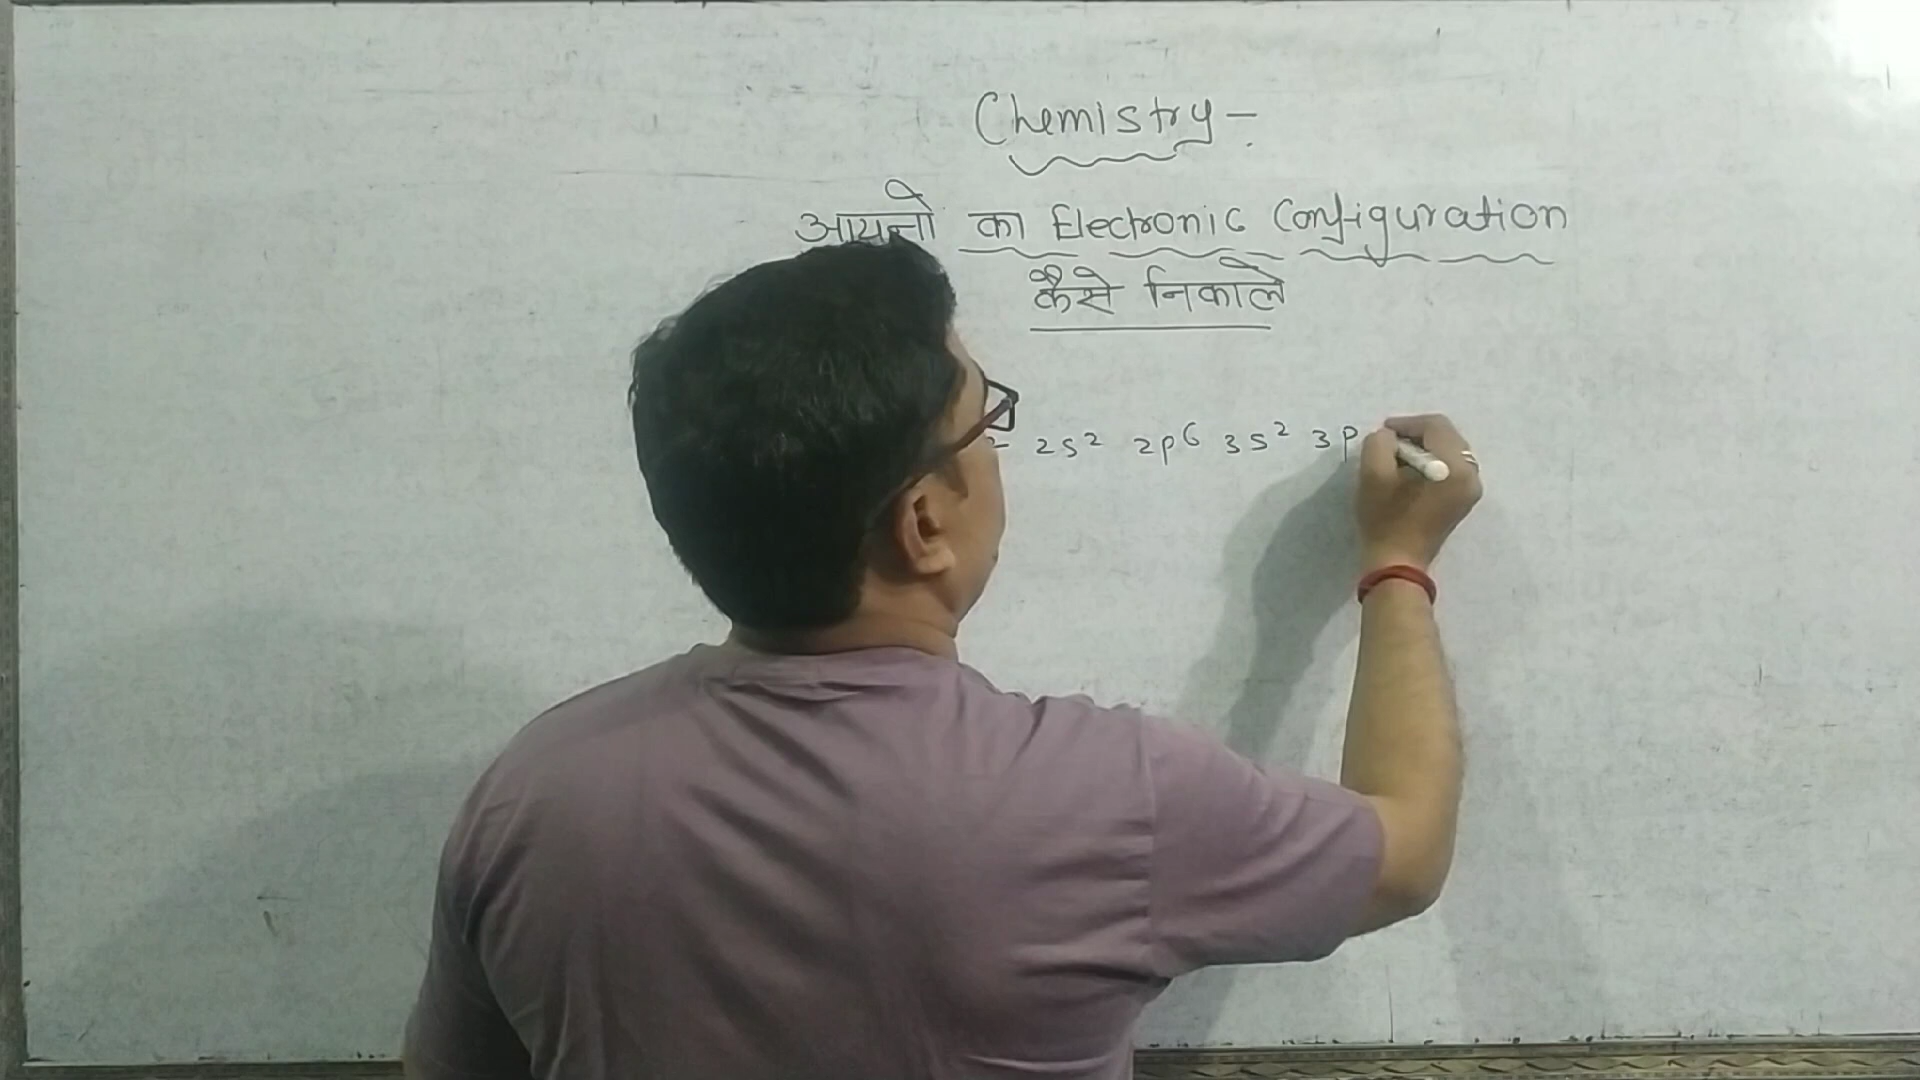 Chemistry -
आयनो का Electronic Configuration
कैसे निकाले
2s² 2p⁶ 3s² 3p